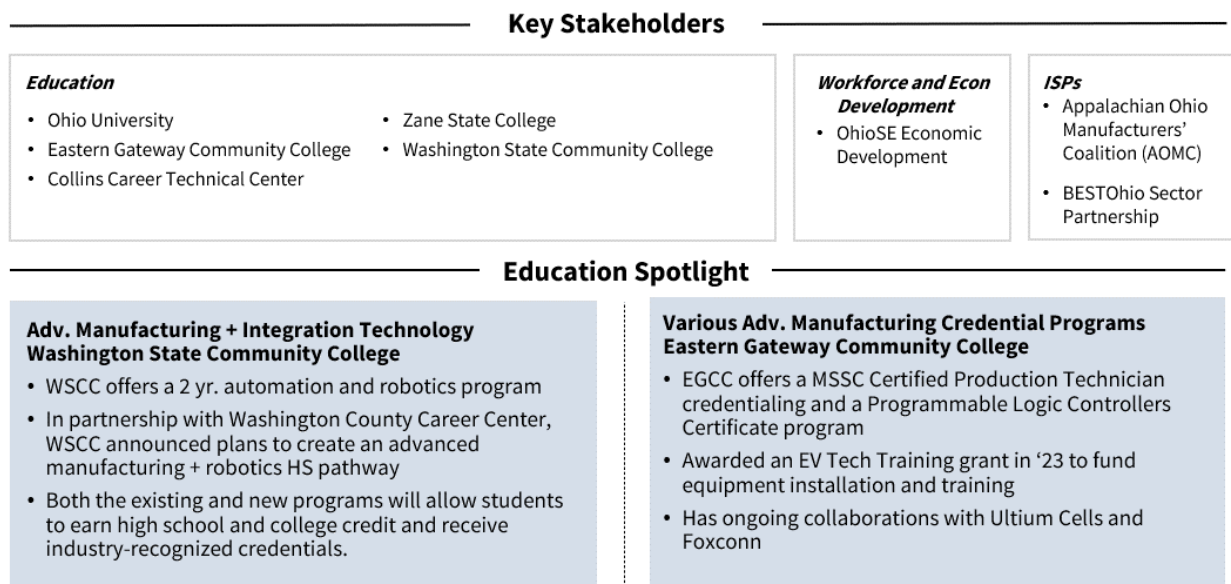 Key Stakeholders
Education
• Ohio University
• Eastern Gateway Community College
• Collins Career Technical Center
• Zane State College
• Washington State Community College
Workforce and Econ
Development
• OhioSE Economic
Development
ISPs
• Appalachian Ohio
Manufacturers’
Coalition (AOMC)
• BESTOhio Sector
Partnership
Education Spotlight
Adv. Manufacturing + Integration Technology
Washington State Community College
• WSCC offers a 2 yr. automation and robotics program
• In partnership with Washington County Career Center,
WSCC announced plans to create an advanced
manufacturing + robotics HS pathway
• Both the existing and new programs will allow students
to earn high school and college credit and receive
industry-recognized credentials.
Various Adv. Manufacturing Credential Programs
Eastern Gateway Community College
• EGCC offers a MSSC Certified Production Technician
credentialing and a Programmable Logic Controllers
Certificate program
• Awarded an EV Tech Training grant in ‘23 to fund
equipment installation and training
• Has ongoing collaborations with Ultium Cells and
Foxconn